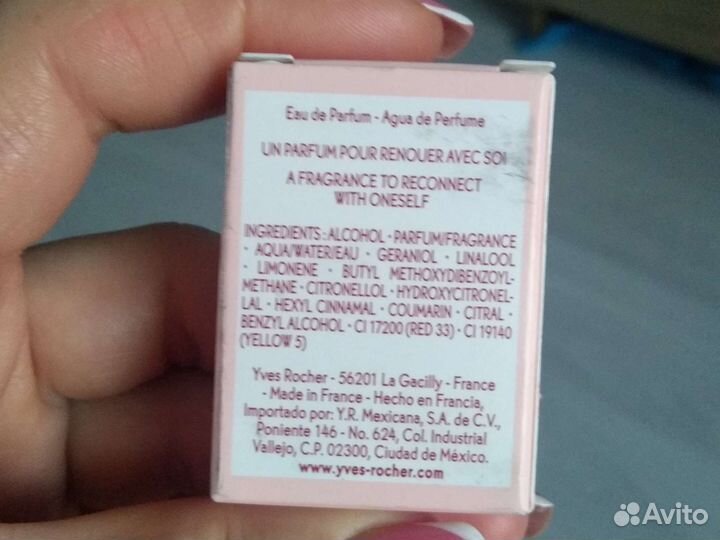 Eau de Parfum - Agua de Perfume
UN PARFUM POUR RENOUER AVEC SOI
A FRAGRANCE TO RECONNECT
WITH ONESELF
INGREDIENTS : ALCOHOL · PARFUM/FRAGRANCE
· AQUA/WATER/EAU · GERANIOL · LINALOOL
· LIMONENE · BUTYL METHOXYDIBENZOYL-
METHANE · CITRONELLOL · HYDROXYCITRONEL-
LAL · HEXYL CINNAMAL · COUMARIN · CITRAL ·
BENZYL ALCOHOL · CI 17200 (RED 33) · CI 19140
(YELLOW 5)
Yves Rocher - 56201 La Gacilly - France
- Made in France - Hecho en Francia,
Importado por: Y.R. Mexicana, S.A. de C.V.,
Poniente 146 - No. 624, Col. Industrial
Vallejo, C.P. 02300, Ciudad de México.
www.yves-rocher.com
Avito